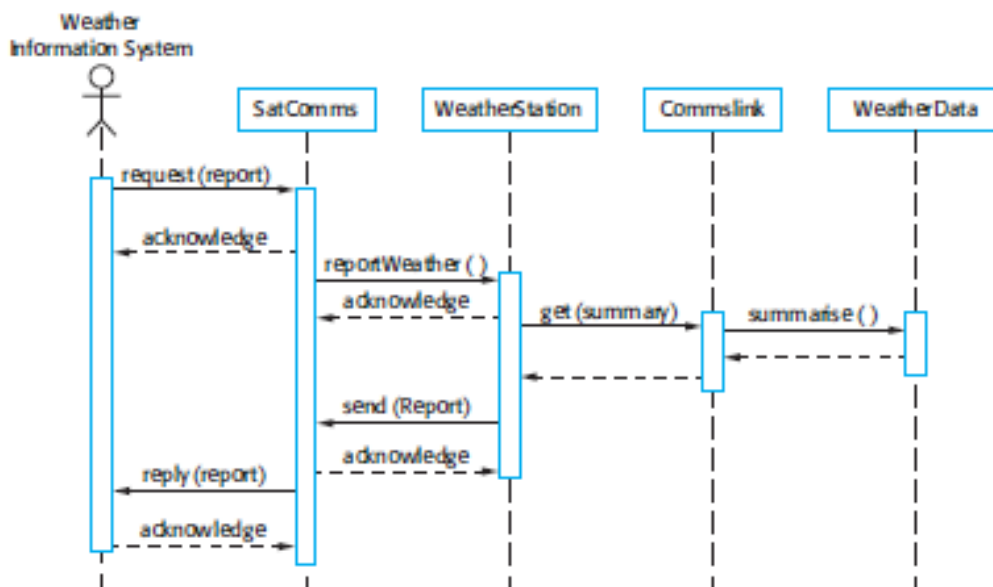 Weather
Information System
SatComms
WeatherStation
Commslink
WeatherData
request (report)
acknowledge
reportWeather ( )
acknowledge
get (summary)
summarise ( )
send (Report)
acknowledge
reply (report)
acknowledge